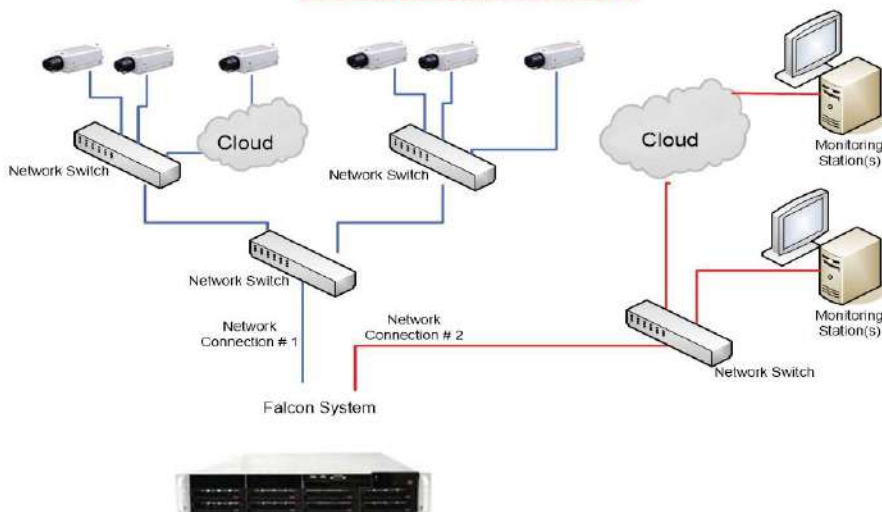 Cloud
Cloud
Network Switch
Network Switch
Monitoring
Station(s)
Network Switch
Network
Connection # 1
Network
Connection # 2
Monitoring
Station(s)
Network Switch
Falcon System